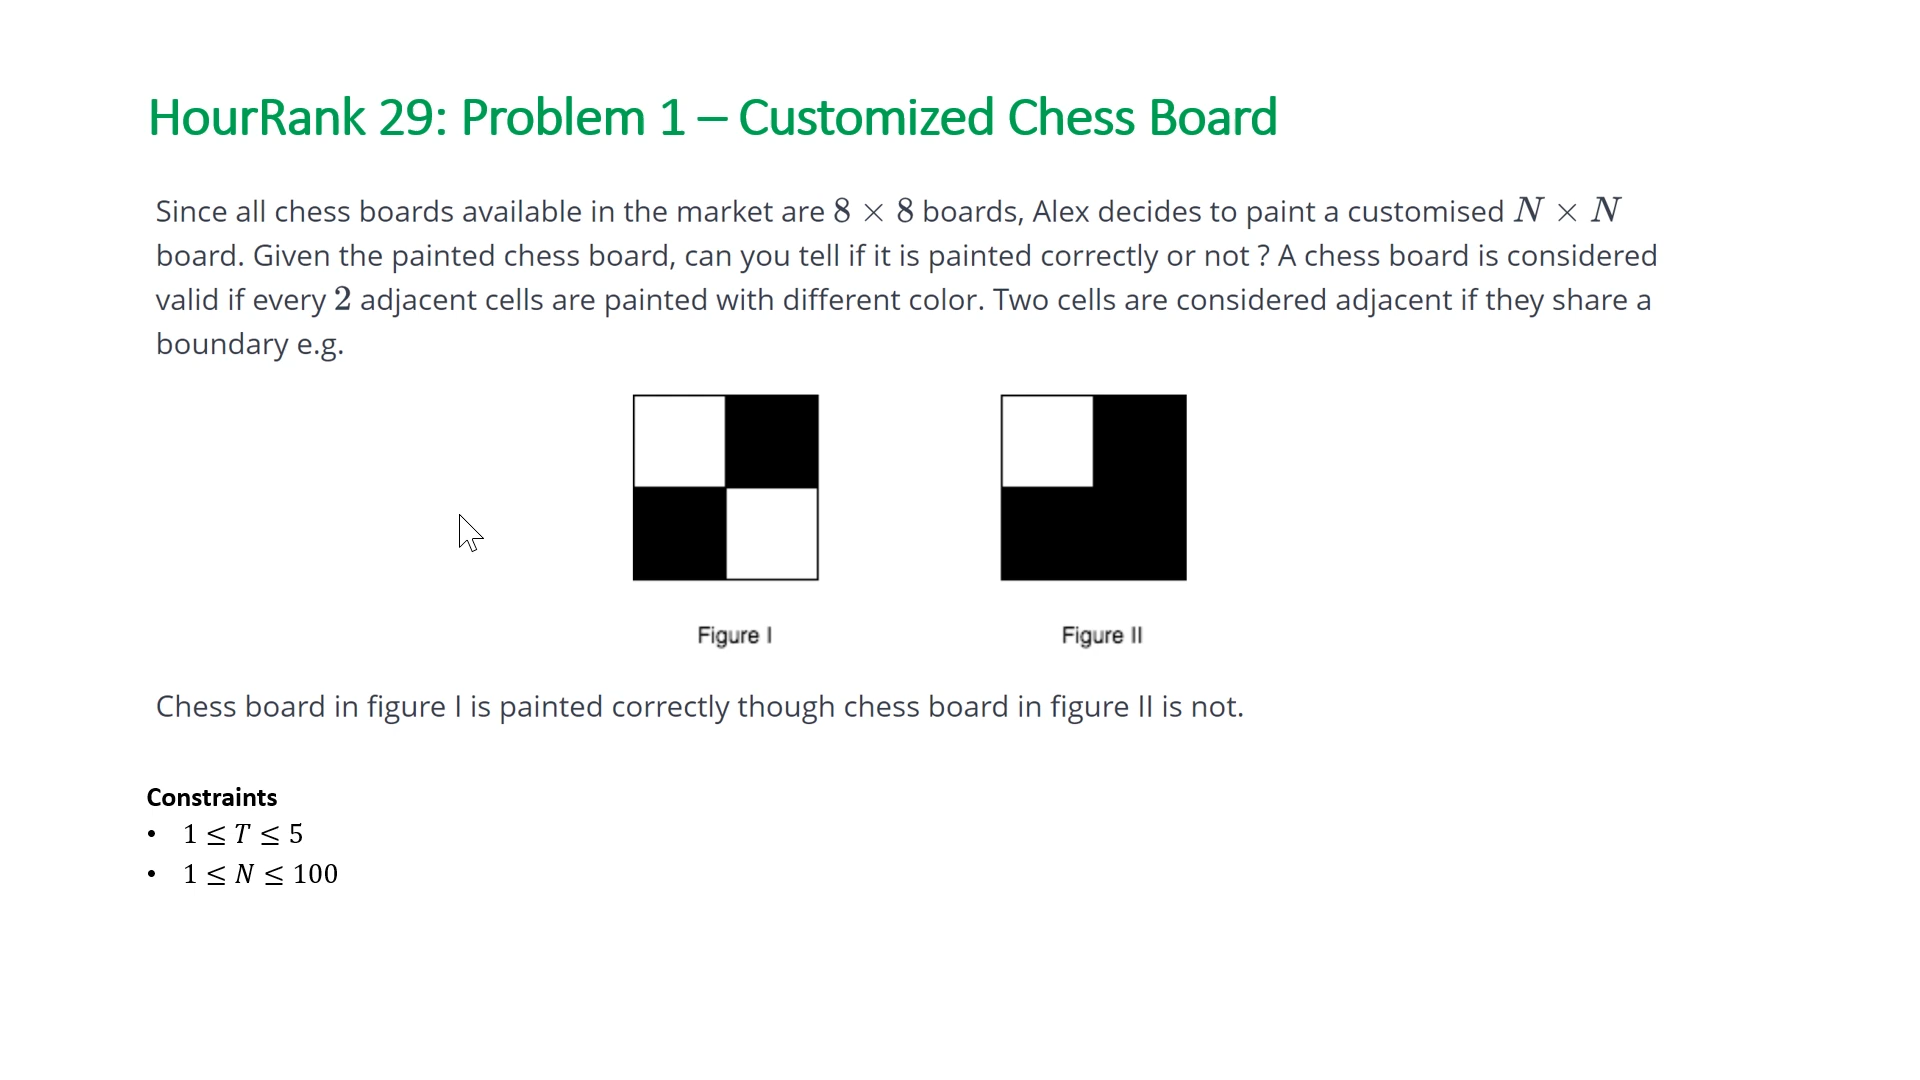 HourRank 29: Problem 1 – Customized Chess Board
Since all chess boards available in the market are 8 × 8 boards, Alex decides to paint a customised N × N
board. Given the painted chess board, can you tell if it is painted correctly or not ? A chess board is considered
valid if every 2 adjacent cells are painted with different color. Two cells are considered adjacent if they share a
boundary e.g.
Figure I
Figure II
Chess board in figure I is painted correctly though chess board in figure II is not.
Constraints
• 1 ≤ T ≤ 5
• 1 ≤ N ≤ 100